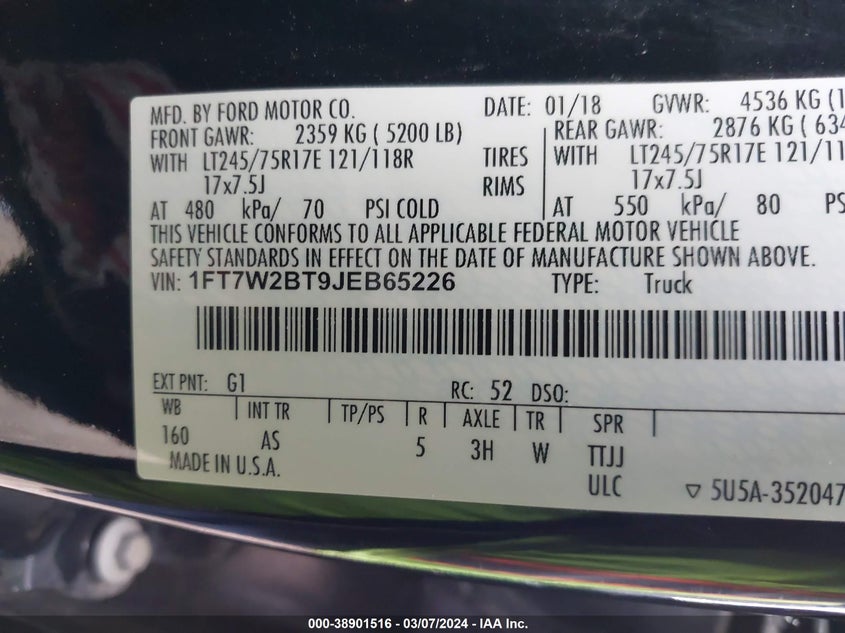 MFD. BY FORD MOTOR CO. DATE: 01/18 GVWR: 4536 KG (1
FRONT GAWR: 2359 KG ( 5200 LB) REAR GAWR: 2876 KG ( 634
WITH LT245/75R17E 121/118R TIRES WITH LT245/75R17E 121/11
17x7.5J RIMS 17x7.5J
AT 480 kPa/ 70 PSI COLD AT 550 kPa/ 80 PS
THIS VEHICLE CONFORMS TO ALL APPLICABLE FEDERAL MOTOR VEHICLE
SAFETY STANDARDS IN EFFECT ON THE DATE OF MANUFACTURE SHOWN ABOVE.
VIN: 1FT7W2BT9JEB65226 TYPE: Truck
EXT PNT: G1 RC: 52 DSO:
WB INT TR TP/PS R AXLE TR SPR
160 AS 5 3H W TTJJ
MADE IN U.S.A. ULC ▽ 5U5A-352047
000-38901516 — 03/07/2024 — IAA Inc.